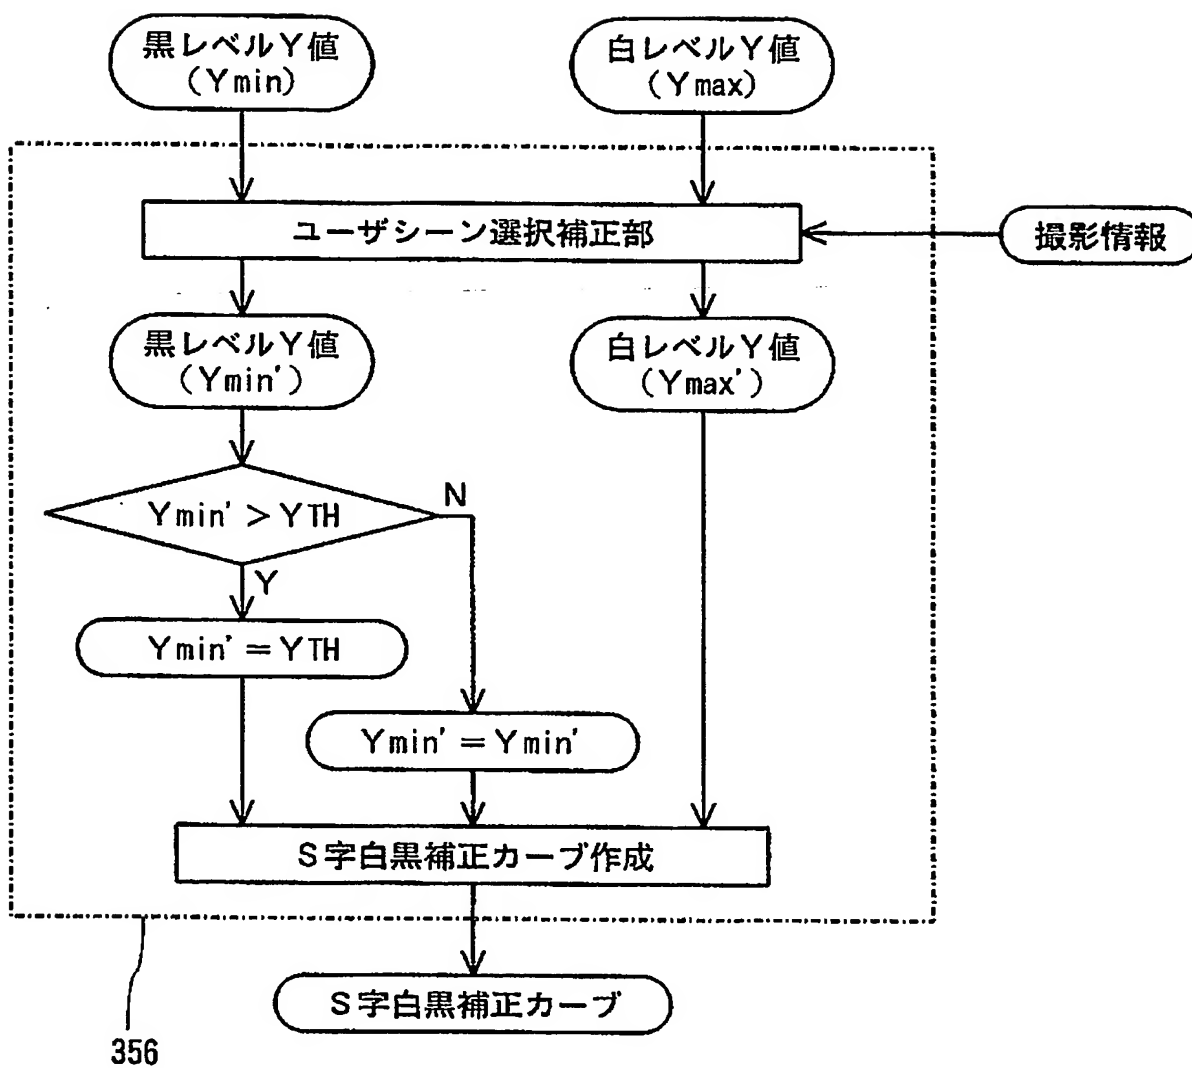 黒レベルY値
(Ymin)
白レベルY値
(Ymax)
ユーザシーン選択補正部
撮影情報
黒レベルY値
(Ymin')
白レベルY値
(Ymax')
Ymin' > YTH
N
Y
Ymin' = YTH
Ymin' = Ymin'
S字白黒補正カーブ作成
S字白黒補正カーブ
356